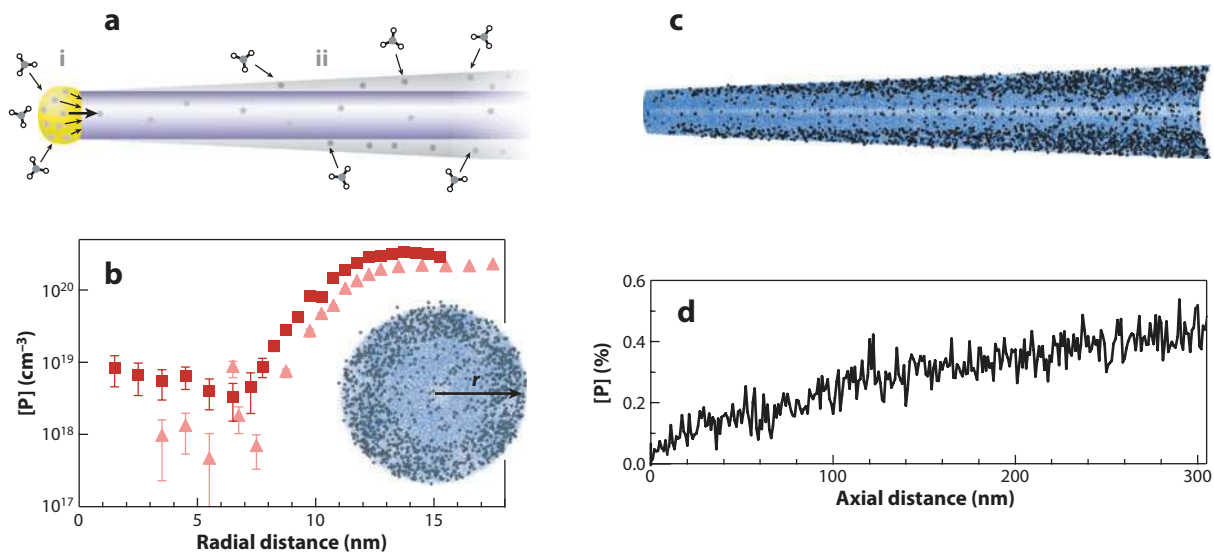 a
i
ii
c
b
[P] (cm⁻³)
10²⁰
10¹⁹
10¹⁸
10¹⁷
r
0
5
10
15
Radial distance (nm)
d
[P] (%)
0.6
0.4
0.2
0.0
0
100
200
300
Axial distance (nm)